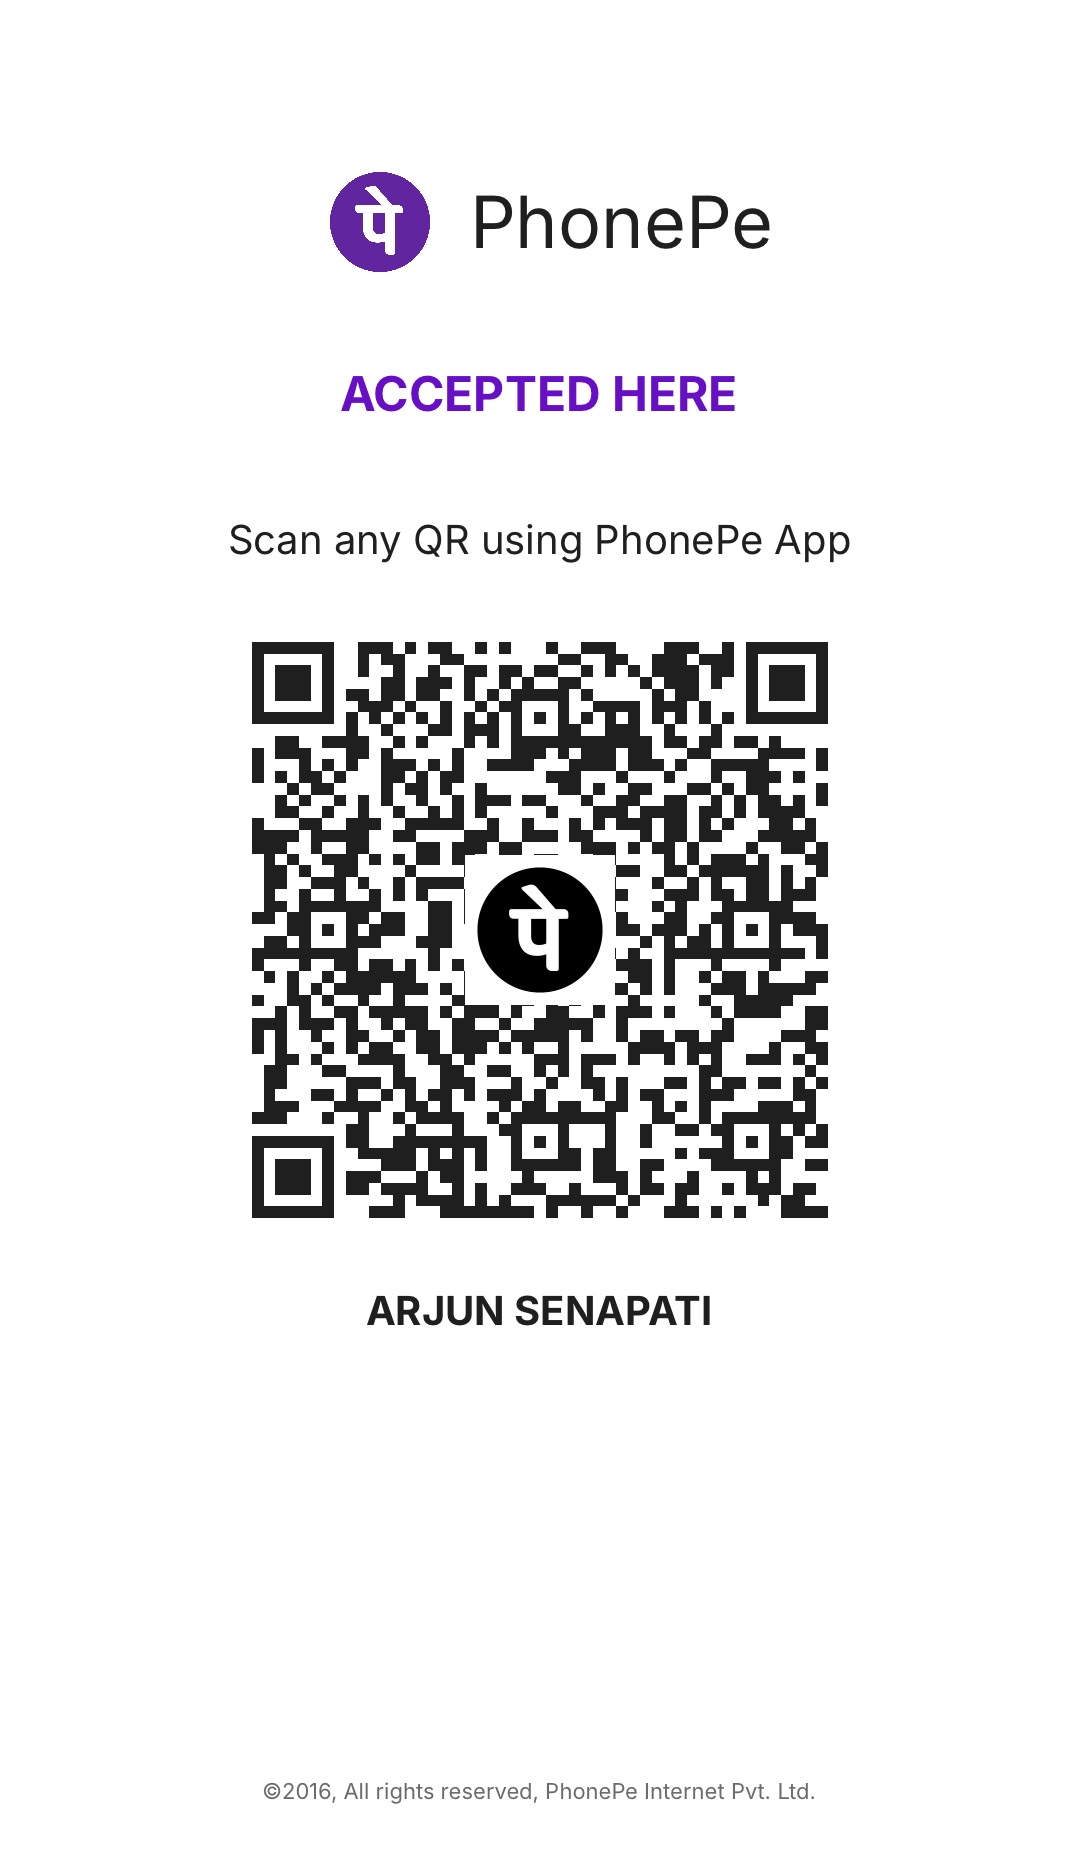 पे PhonePe
ACCEPTED HERE
Scan any QR using PhonePe App
पे
ARJUN SENAPATI
©2016, All rights reserved, PhonePe Internet Pvt. Ltd.